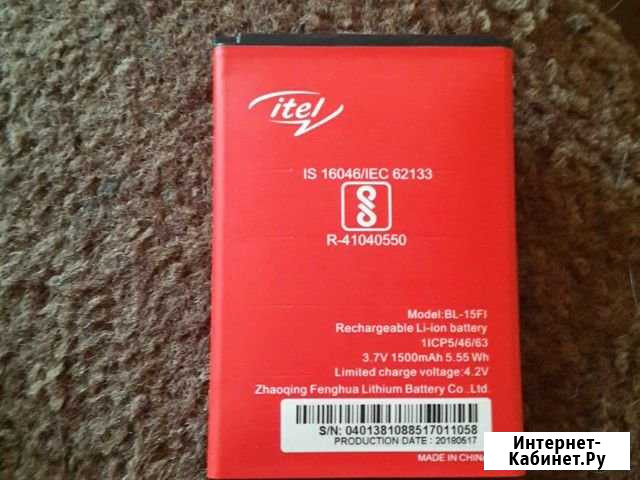 itel
IS 16046/IEC 62133
R-41040550
Model:BL-15FI
Rechargeable Li-ion battery
1ICP5/46/63
3.7V 1500mAh 5.55 Wh
Limited charge voltage:4.2V
Zhaoqing Fenghua Lithium Battery Co .,Ltd.
S/N: 0401381088517011058
PRODUCTION DATE : 20190517
MADE IN CHINA
Интернет-
Кабинет.Ру